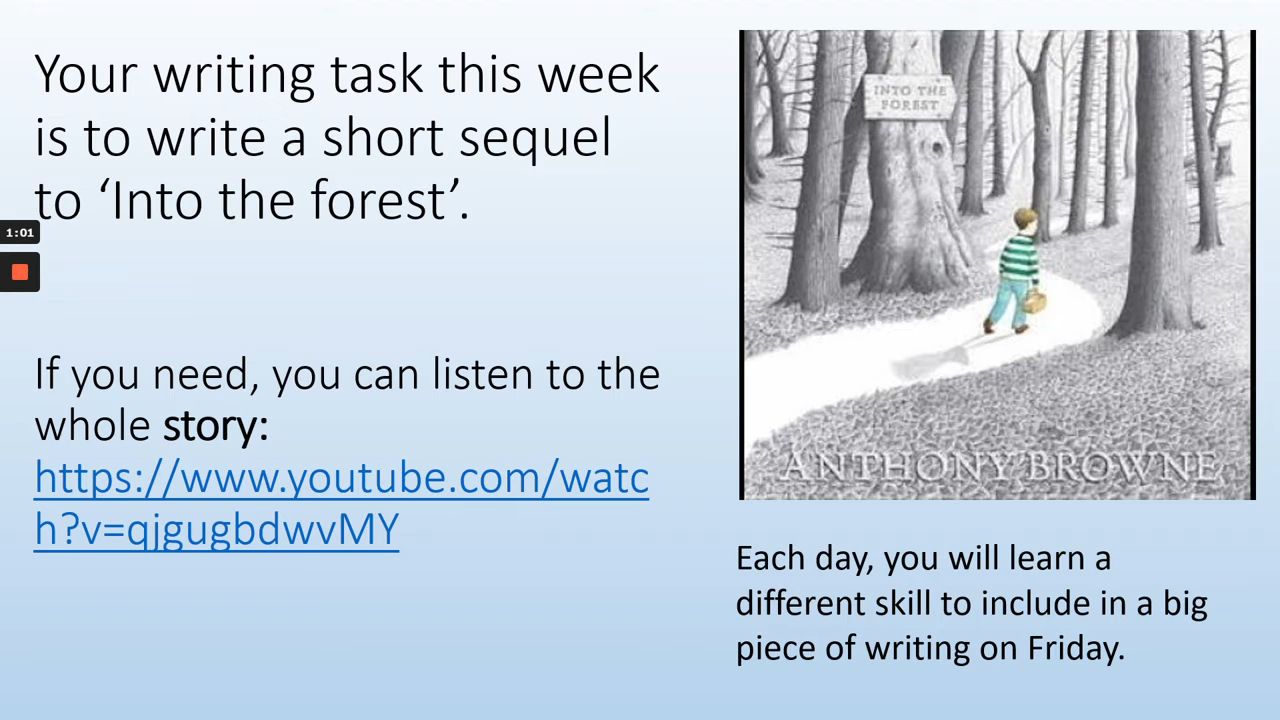 Your writing task this week
is to write a short sequel
to ‘Into the forest’.
1:01
If you need, you can listen to the
whole story:
https://www.youtube.com/watc
h?v=qjgugbdwvMY
INTO THE
FOREST
ANTHONY BROWNE
Each day, you will learn a
different skill to include in a big
piece of writing on Friday.